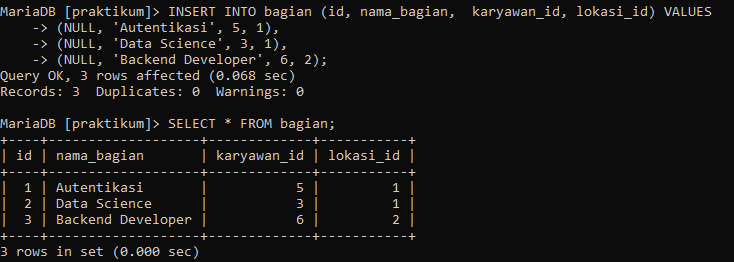 MariaDB [praktikum]> INSERT INTO bagian (id, nama_bagian,  karyawan_id, lokasi_id) VALUES
    -> (NULL, 'Autentikasi', 5, 1),
    -> (NULL, 'Data Science', 3, 1),
    -> (NULL, 'Backend Developer', 6, 2);
Query OK, 3 rows affected (0.068 sec)
Records: 3  Duplicates: 0  Warnings: 0

MariaDB [praktikum]> SELECT * FROM bagian;
+----+-------------------+-------------+-----------+
| id | nama_bagian       | karyawan_id | lokasi_id |
+----+-------------------+-------------+-----------+
|  1 | Autentikasi       |           5 |         1 |
|  2 | Data Science      |           3 |         1 |
|  3 | Backend Developer |           6 |         2 |
+----+-------------------+-------------+-----------+
3 rows in set (0.000 sec)